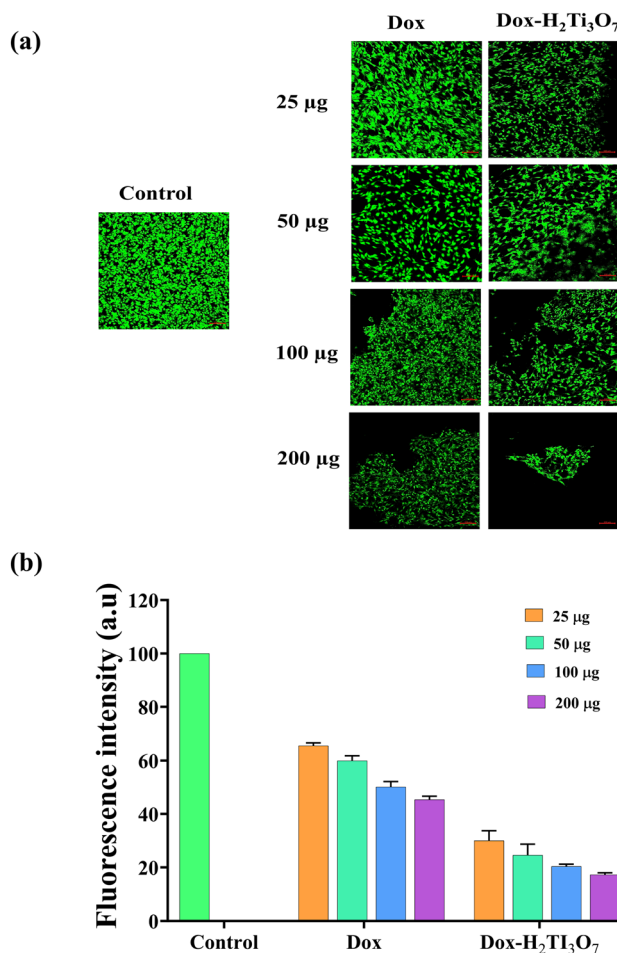 (a)
Dox
Dox-H₂Ti₃O₇
25 µg
Control
50 µg
100 µg
200 µg
(b)
Fluorescence intensity (a.u)
120
100
80
60
40
20
0
25 µg
50 µg
100 µg
200 µg
Control
Dox
Dox-H₂TI₃O₇